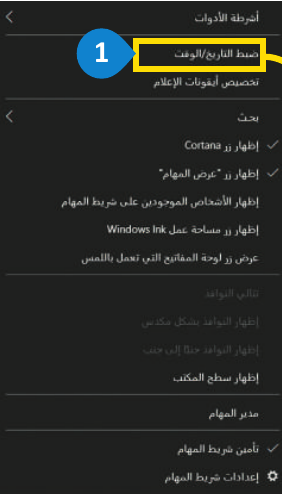 أشرطة الأدوات
1
ضبط التاريخ/الوقت
تخصيص أيقونات الإعلام
بحث
إظهار زر Cortana
إظهار زر "عرض المهام"
إظهار الأشخاص الموجودين على شريط المهام
إظهار زر مساحة عمل Windows Ink
عرض زر لوحة المفاتيح التي تعمل باللمس
تتالي النوافذ
إظهار النوافذ بشكل مكدس
إظهار النوافذ جنبًا إلى جنب
إظهار سطح المكتب
مدير المهام
تأمين شريط المهام
إعدادات شريط المهام